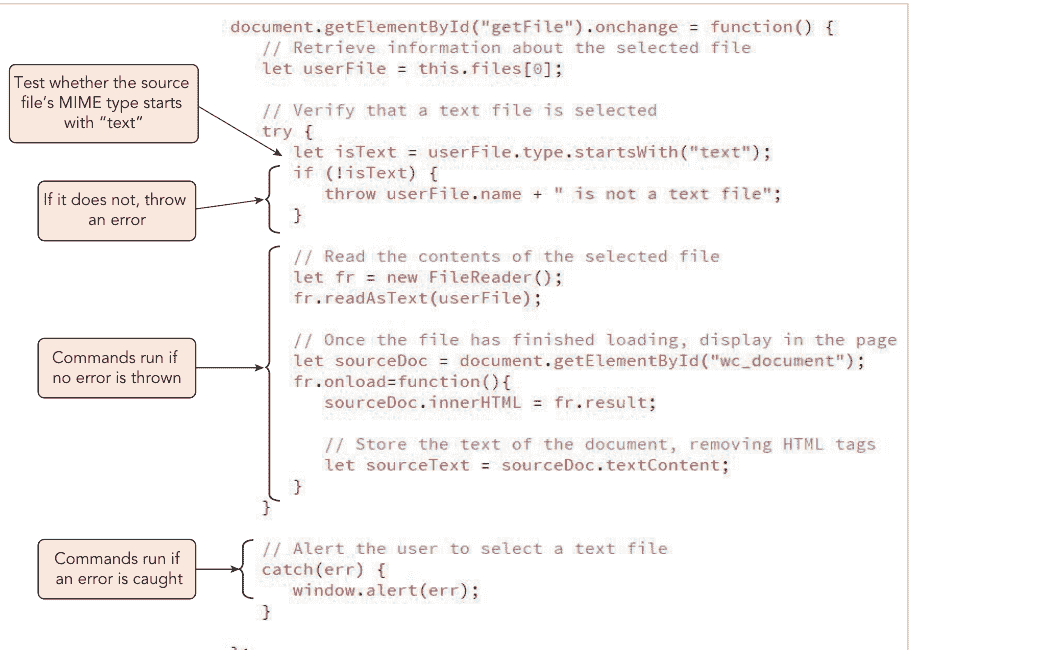 document.getElementById("getFile").onchange = function() {
// Retrieve information about the selected file
let userFile = this.files[0];
Test whether the source
file's MIME type starts
with “text”
// Verify that a text file is selected
try {
let isText = userFile.type.startsWith("text");
if (!isText) {
throw userFile.name + " is not a text file";
}
If it does not, throw
an error
// Read the contents of the selected file
let fr = new FileReader();
fr.readAsText(userFile);
// Once the file has finished loading, display in the page
let sourceDoc = document.getElementById("wc_document");
fr.onload=function(){
sourceDoc.innerHTML = fr.result;
// Store the text of the document, removing HTML tags
let sourceText = sourceDoc.textContent;
}
}
Commands run if
no error is thrown
// Alert the user to select a text file
catch(err) {
window.alert(err);
}
Commands run if
an error is caught